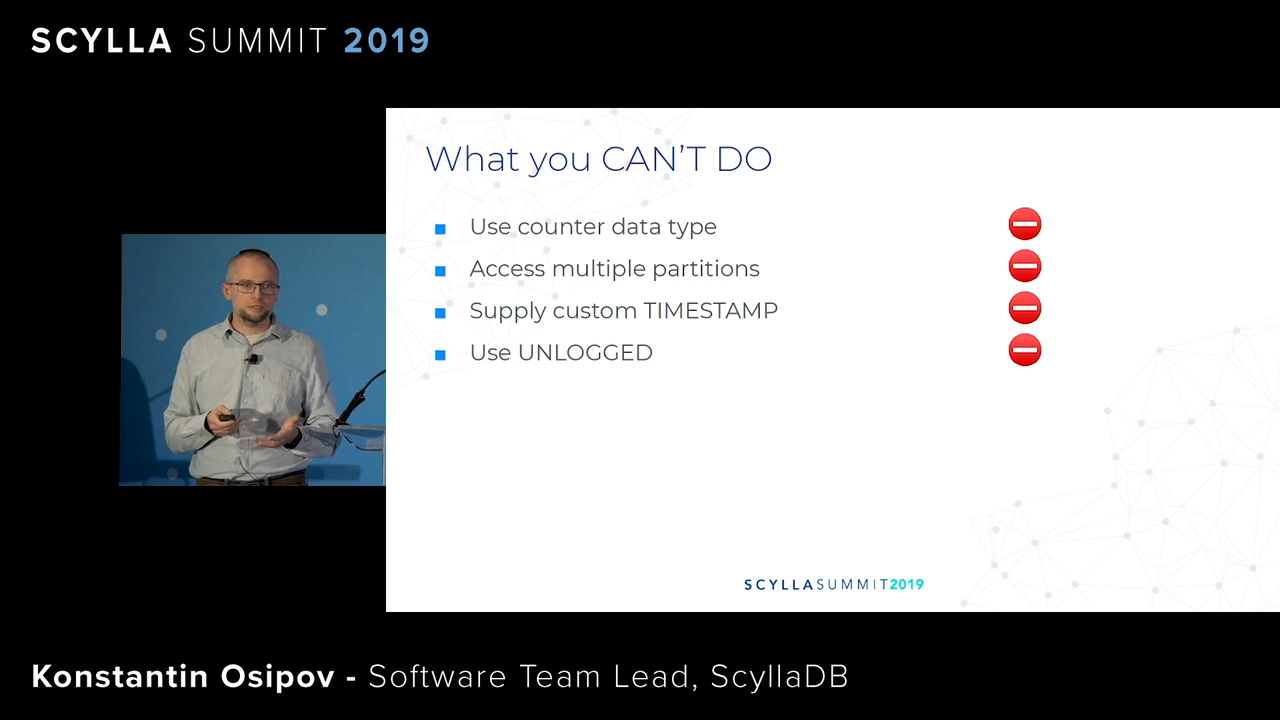 SCYLLA SUMMIT 2019
What you CAN'T DO
Use counter data type
Access multiple partitions
Supply custom TIMESTAMP
Use UNLOGGED
SCYLLASUMMIT2019
Konstantin Osipov - Software Team Lead, ScyllaDB